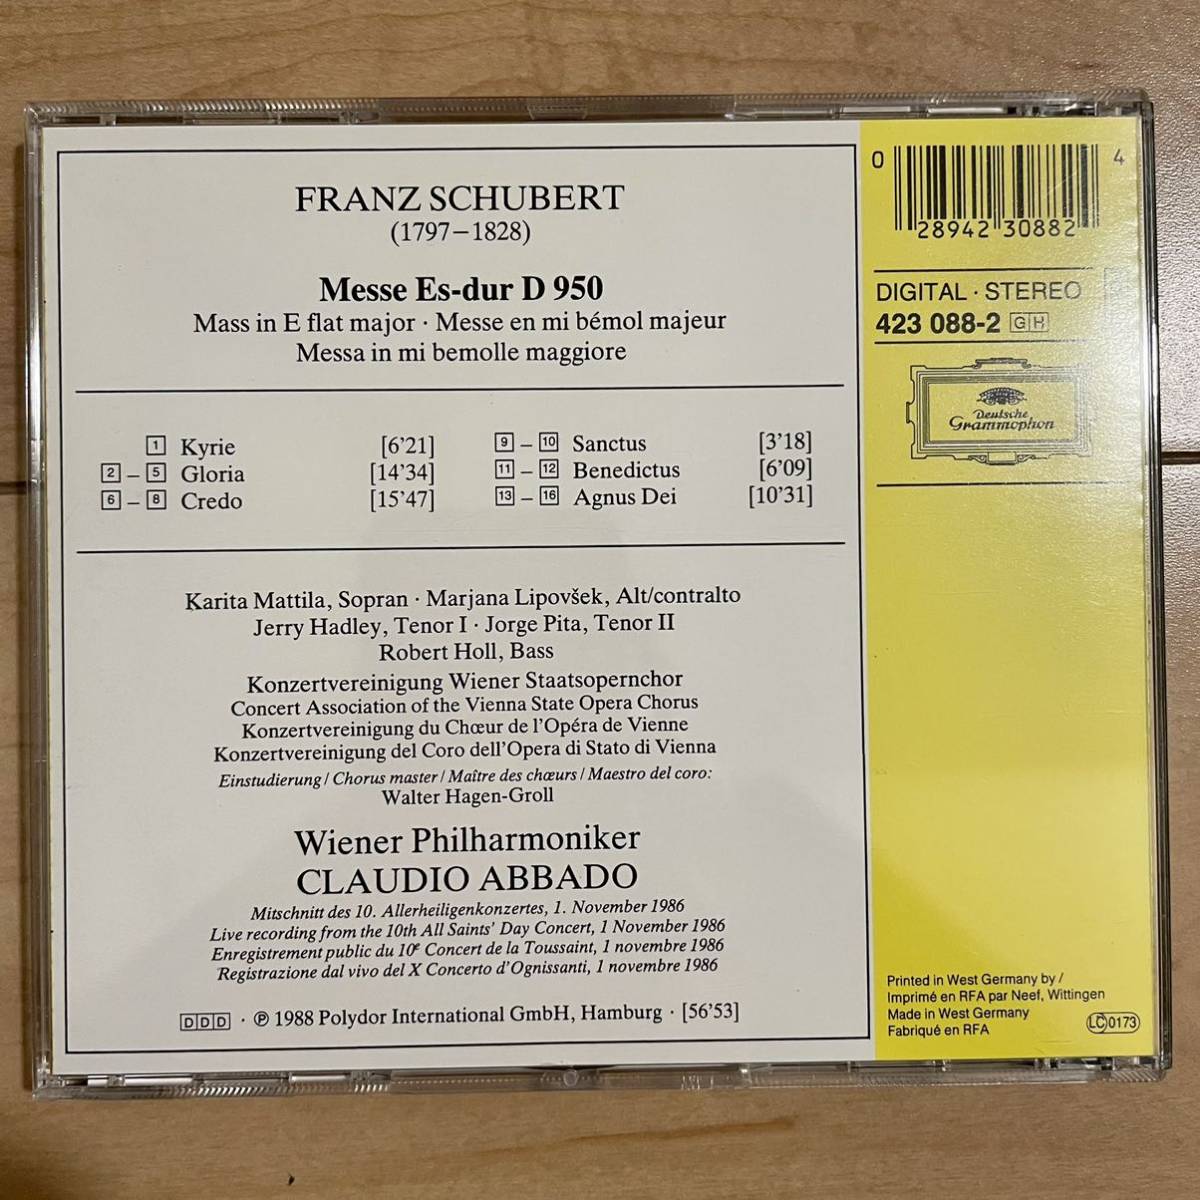 FRANZ SCHUBERT
(1797–1828)
Messe Es-dur D 950
Mass in E flat major · Messe en mi bémol majeur
Messa in mi bemolle maggiore
1 Kyrie [6'21]
2 – 5 Gloria [14'34]
6 – 8 Credo [15'47]
9 – 10 Sanctus [3'18]
11 – 12 Benedictus [6'09]
13 – 16 Agnus Dei [10'31]
Karita Mattila, Sopran · Marjana Lipovšek, Alt/contralto
Jerry Hadley, Tenor I · Jorge Pita, Tenor II
Robert Holl, Bass
Konzertvereinigung Wiener Staatsopernchor
Concert Association of the Vienna State Opera Chorus
Konzertvereinigung du Chœur de l'Opéra de Vienne
Konzertvereinigung del Coro dell'Opera di Stato di Vienna
Einstudierung / Chorus master / Maître des chœurs / Maestro del coro:
Walter Hagen-Groll
Wiener Philharmoniker
CLAUDIO ABBADO
Mitschnitt des 10. Allerheiligenkonzertes, 1. November 1986
Live recording from the 10th All Saints' Day Concert, 1 November 1986
Enregistrement public du 10e Concert de la Toussaint, 1 novembre 1986
Registrazione dal vivo del X Concerto d'Ognissanti, 1 novembre 1986
DDD · ℗ 1988 Polydor International GmbH, Hamburg · [56'53]
0 28942 30882 4
DIGITAL · STEREO
423 088-2 GH
Deutsche
Grammophon
Printed in West Germany by /
Imprimé en RFA par Neef, Wittingen
Made in West Germany
Fabriqué en RFA
LC 0173